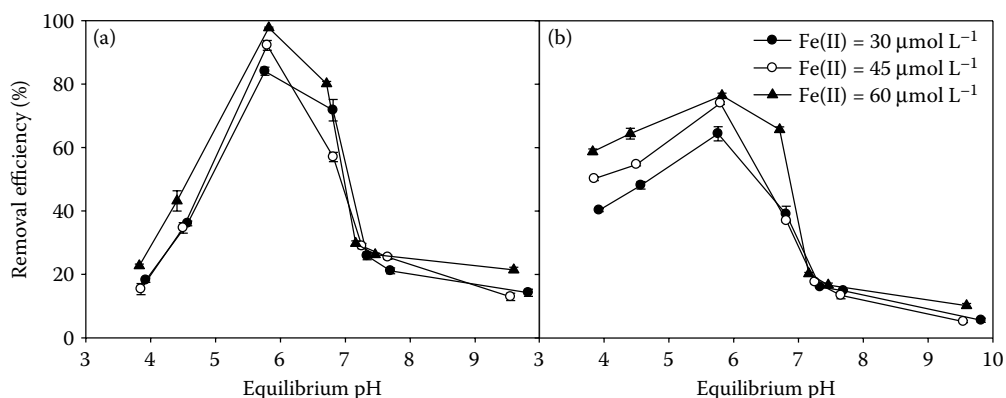 100
80
60
40
20
0
Removal efficiency (%)
(a)
3 4 5 6 7 8 9
Equilibrium pH
(b)
Fe(II) = 30 μmol L⁻¹
Fe(II) = 45 μmol L⁻¹
Fe(II) = 60 μmol L⁻¹
3 4 5 6 7 8 9 10
Equilibrium pH